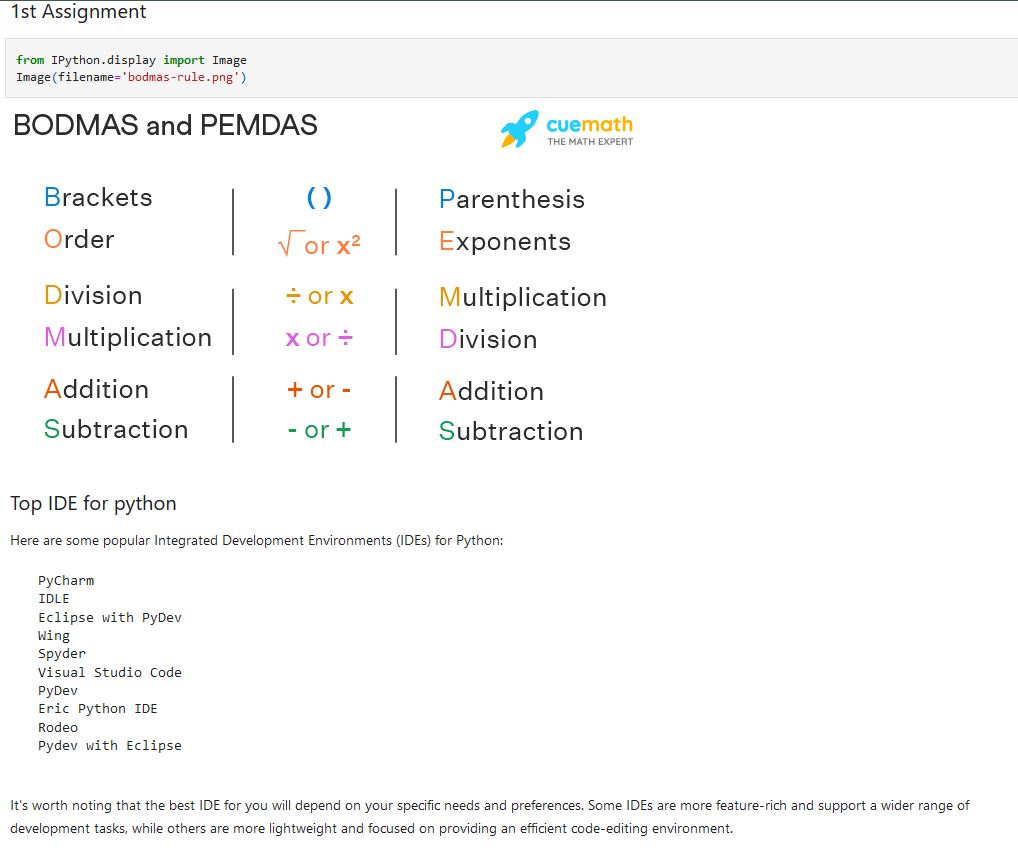 1st Assignment
from IPython.display import Image
Image(filename='bodmas-rule.png')
BODMAS and PEMDAS
cuemath
THE MATH EXPERT
Brackets ( ) Parenthesis
Order √ or x² Exponents
Division ÷ or x Multiplication
Multiplication x or ÷ Division
Addition + or - Addition
Subtraction - or + Subtraction
Top IDE for python
Here are some popular Integrated Development Environments (IDEs) for Python:
PyCharm
IDLE
Eclipse with PyDev
Wing
Spyder
Visual Studio Code
PyDev
Eric Python IDE
Rodeo
Pydev with Eclipse
It's worth noting that the best IDE for you will depend on your specific needs and preferences. Some IDEs are more feature-rich and support a wider range of
development tasks, while others are more lightweight and focused on providing an efficient code-editing environment.